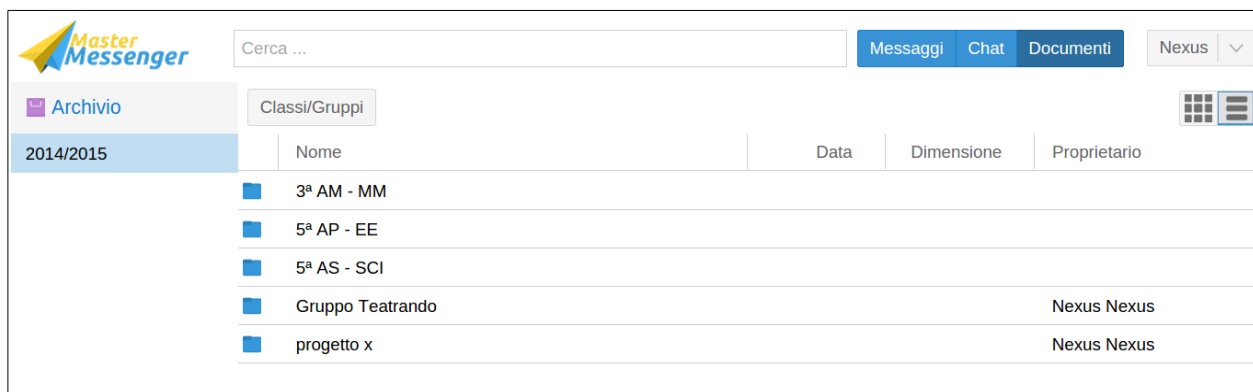 Master
Messenger
Cerca ...
Messaggi Chat Documenti
Nexus
Archivio
Classi/Gruppi
2014/2015
Nome Data Dimensione Proprietario
3ª AM - MM
5ª AP - EE
5ª AS - SCI
Gruppo Teatrando Nexus Nexus
progetto x Nexus Nexus